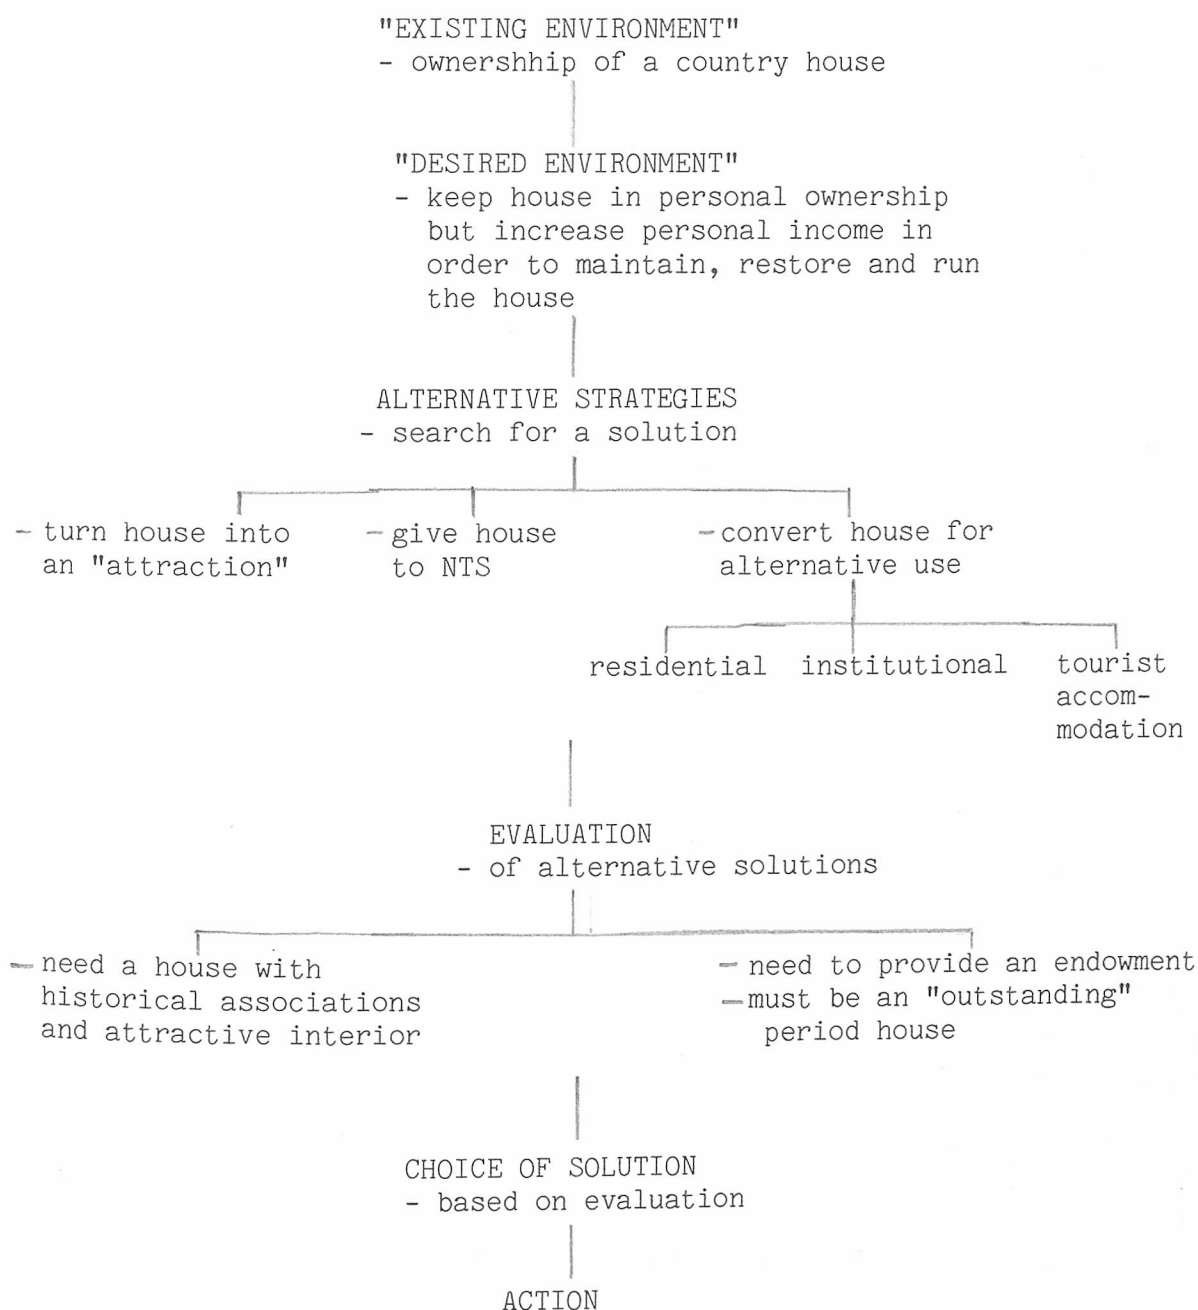 "EXISTING ENVIRONMENT"
- ownershhip of a country house
"DESIRED ENVIRONMENT"
- keep house in personal ownership
but increase personal income in
order to maintain, restore and run
the house
ALTERNATIVE STRATEGIES
- search for a solution
- turn house into
an "attraction"
- give house
to NTS
- convert house for
alternative use
residential
institutional
tourist
accom-
modation
EVALUATION
- of alternative solutions
- need a house with
historical associations
and attractive interior
- need to provide an endowment
- must be an "outstanding"
period house
CHOICE OF SOLUTION
- based on evaluation
ACTION